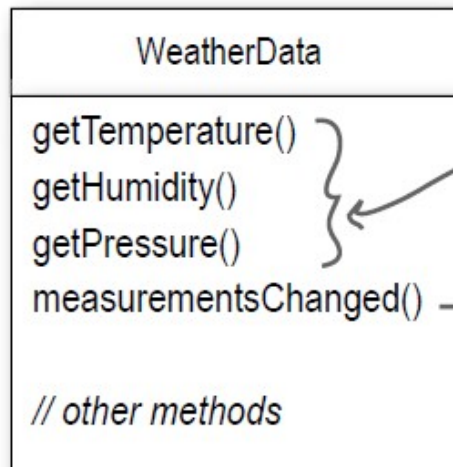 WeatherData
getTemperature()
getHumidity()
getPressure()
measurementsChanged()
// other methods